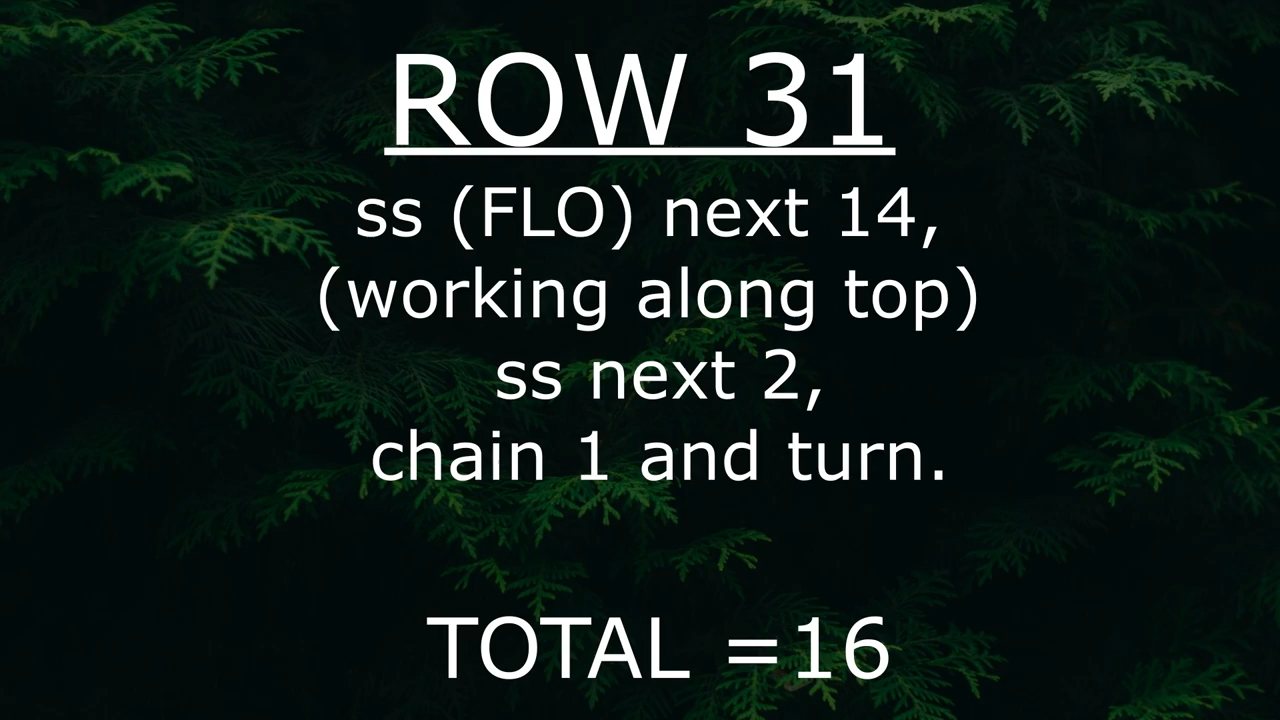 ROW 31
ss (FLO) next 14,
(working along top)
ss next 2,
chain 1 and turn.
TOTAL =16